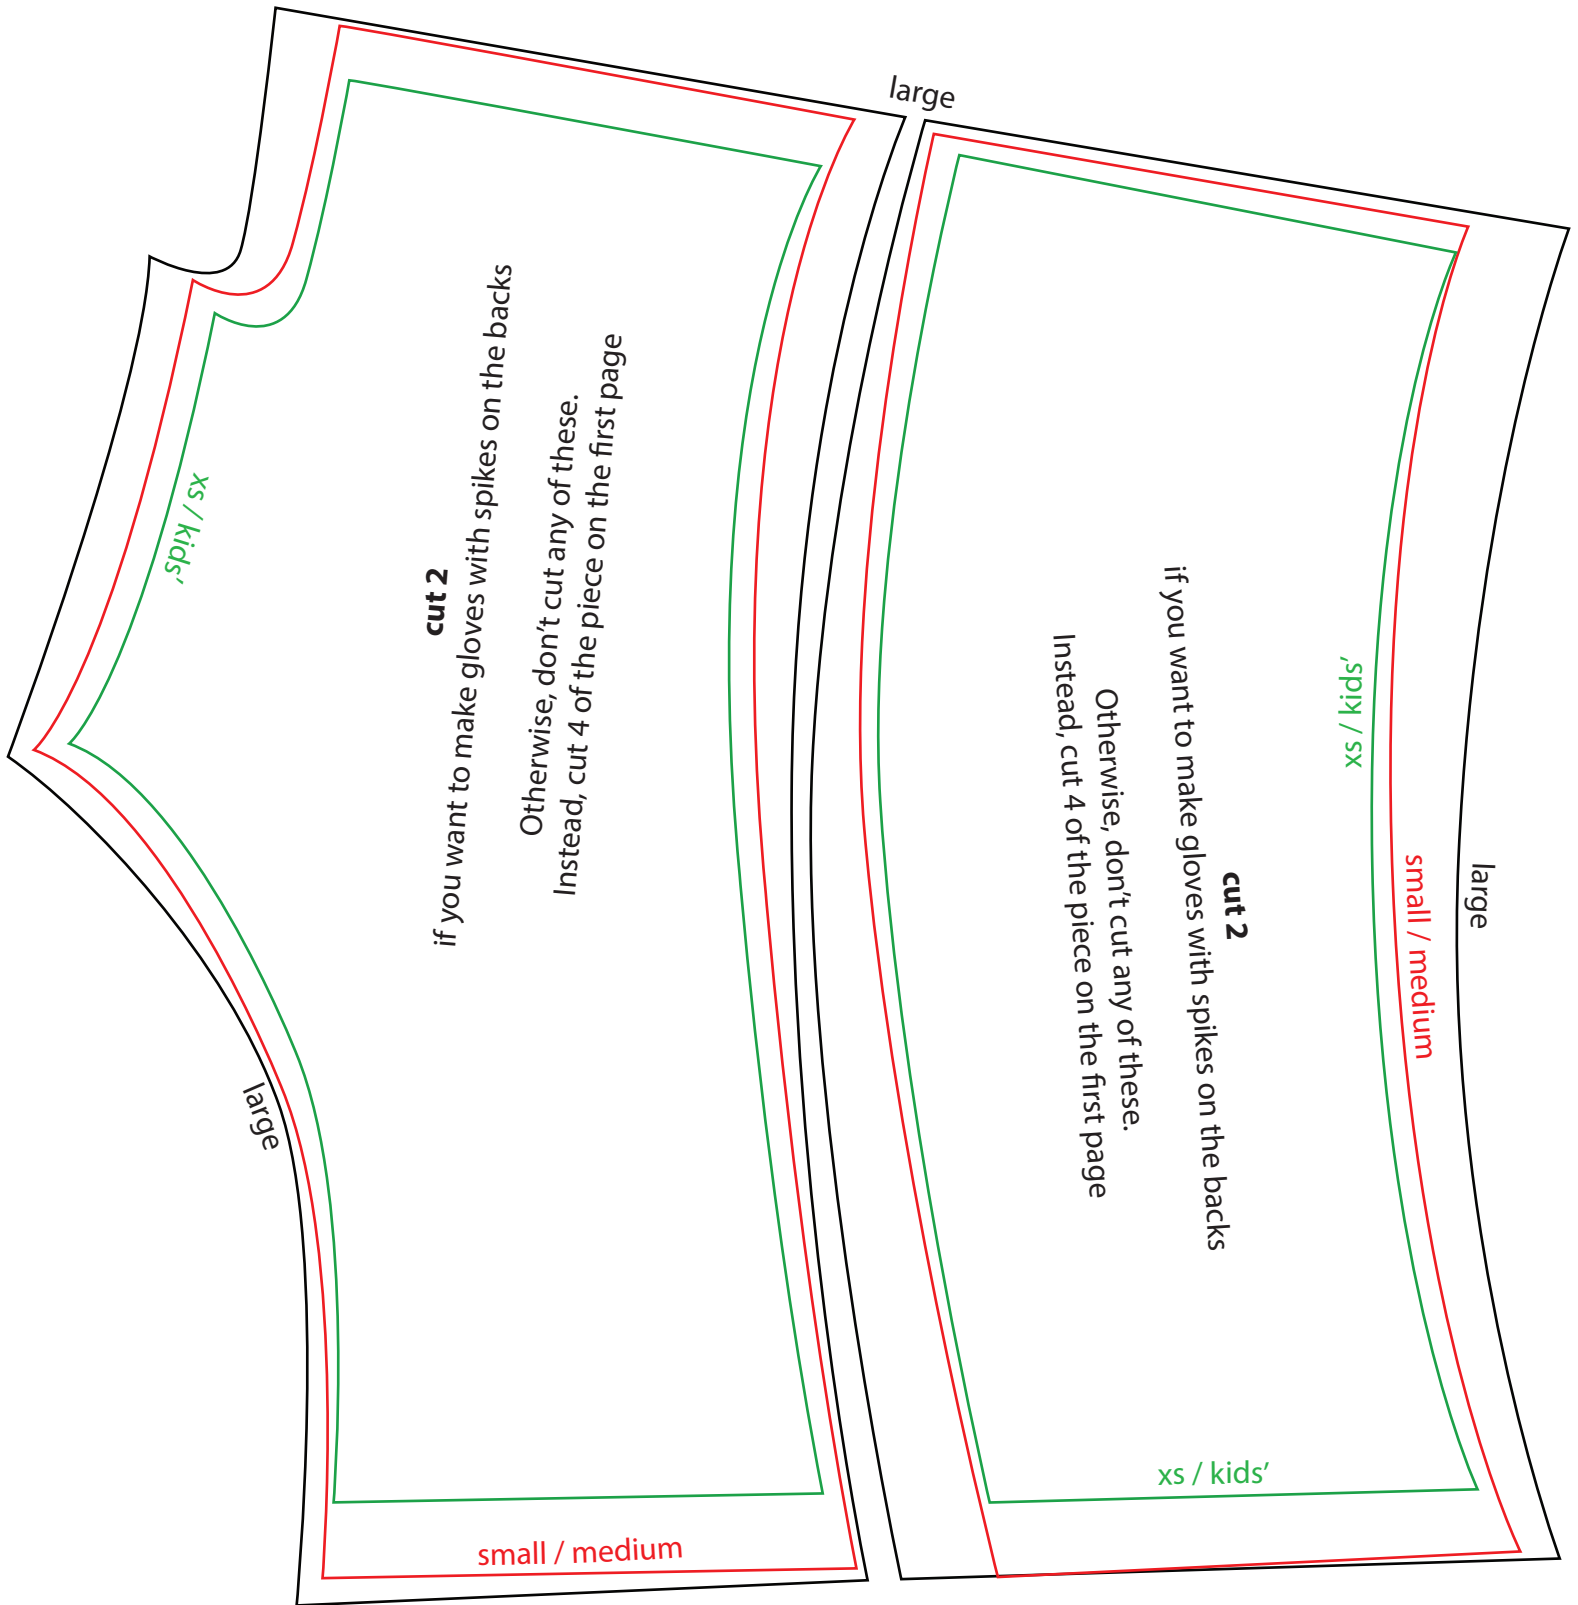 large
xs / kids’
cut 2
if you want to make gloves with spikes on the backs
Otherwise, don’t cut any of these.
Instead, cut 4 of the piece on the first page
large
small / medium
cut 2
if you want to make gloves with spikes on the backs
Otherwise, don’t cut any of these.
Instead, cut 4 of the piece on the first page
xs / kids’
small / medium
large
xs / kids’